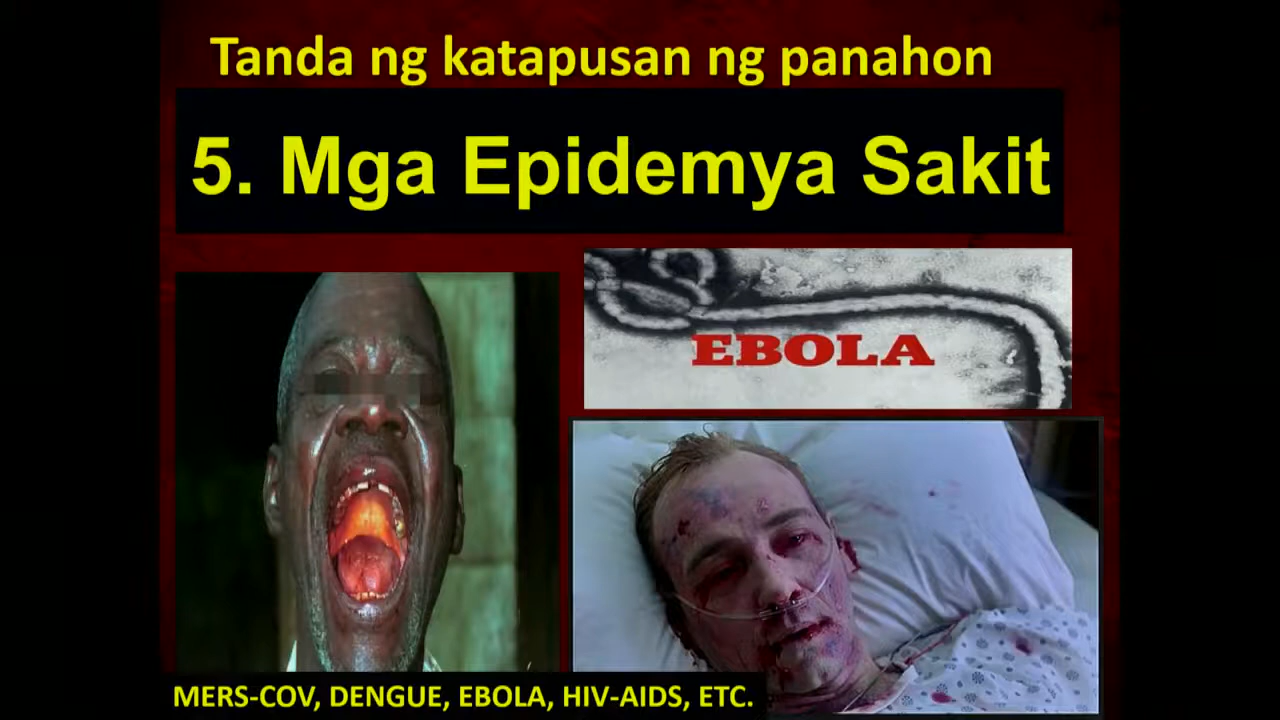 Tanda ng katapusan ng panahon
5. Mga Epidemya Sakit
EBOLA
MERS-COV, DENGUE, EBOLA, HIV-AIDS, ETC.